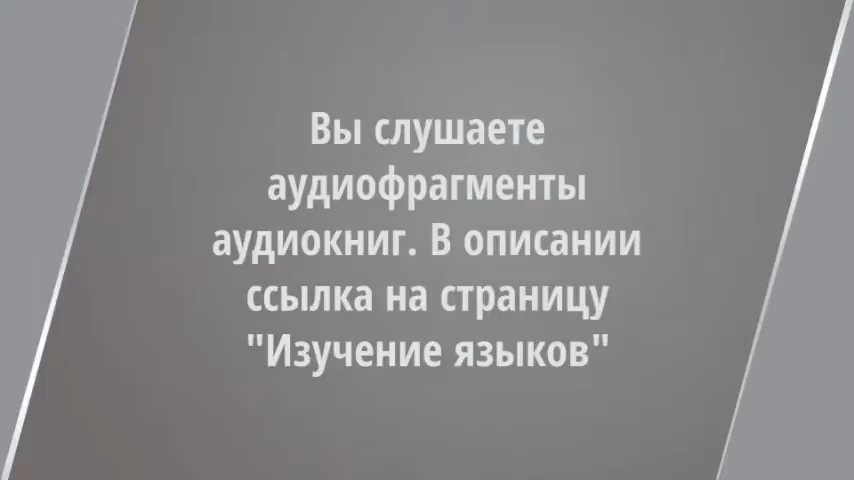 Вы слушаете
аудиофрагменты
аудиокниг. В описании
ссылка на страницу
"Изучение языков"